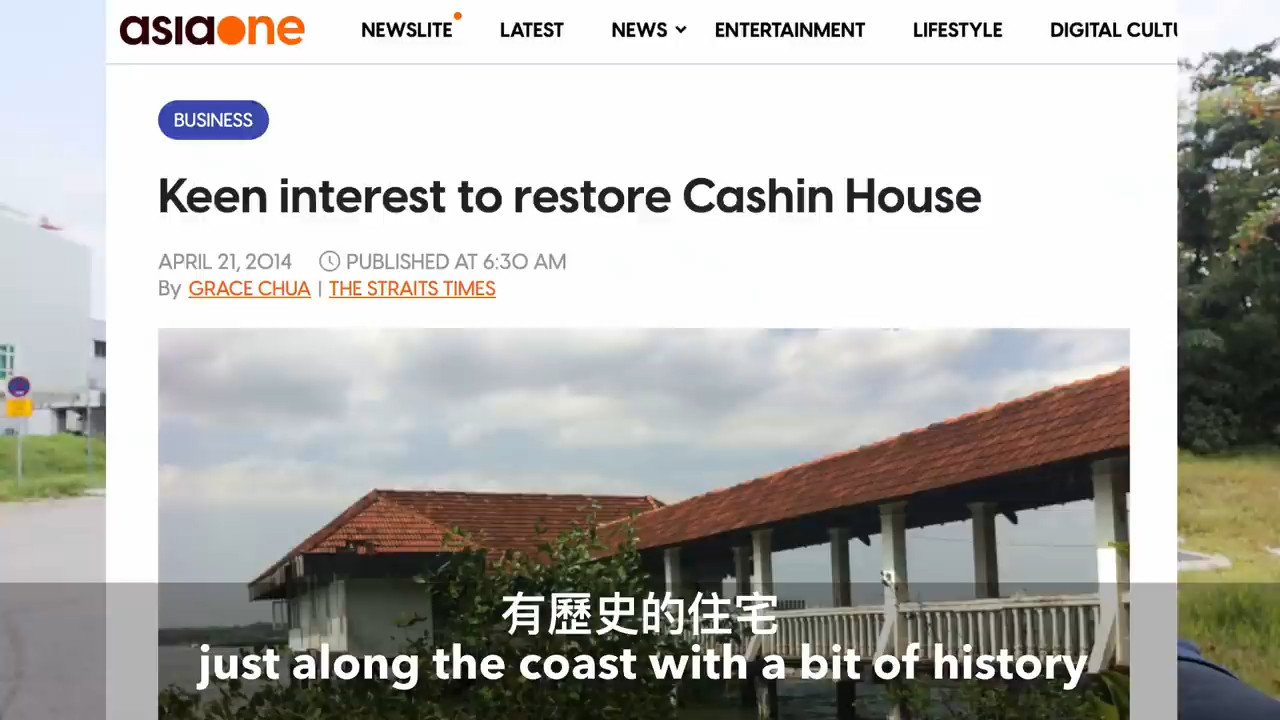 asiaone
NEWSLITE LATEST NEWS ENTERTAINMENT LIFESTYLE DIGITAL CULTU
BUSINESS
Keen interest to restore Cashin House
APRIL 21, 2014 PUBLISHED AT 6:30 AM
By GRACE CHUA | THE STRAITS TIMES
有歷史的住宅
just along the coast with a bit of history